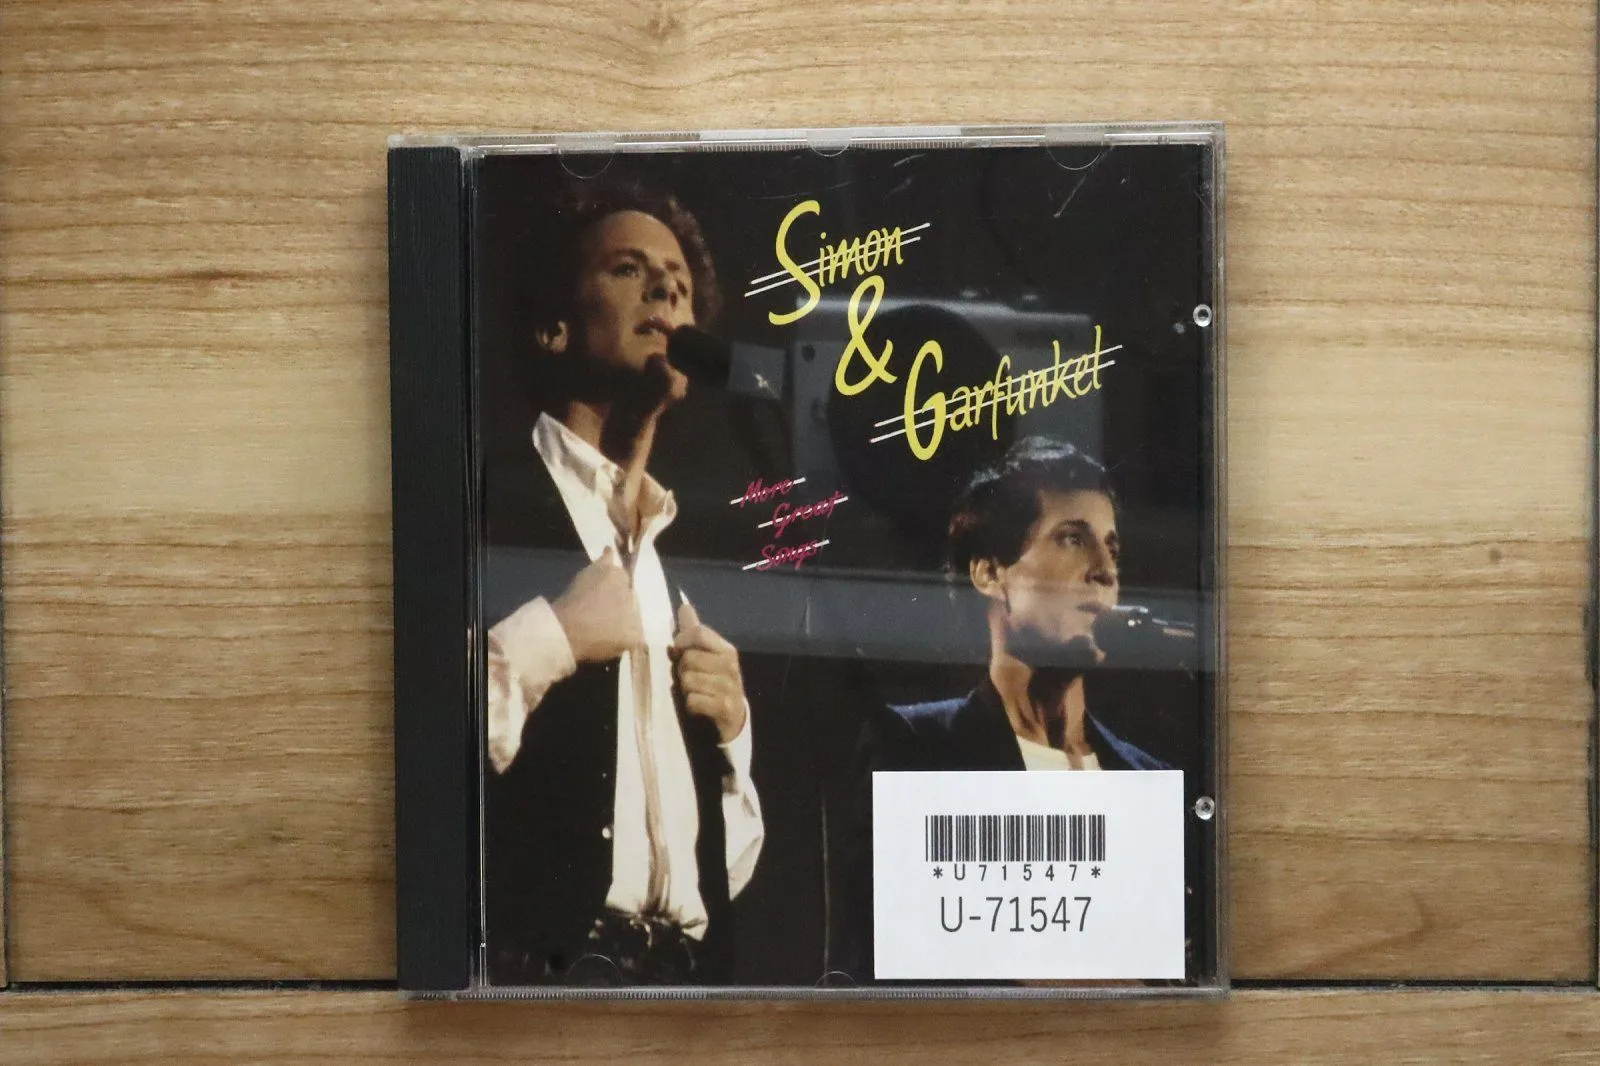 Simon
&
Garfunkel
More
Great
Songs
*U71547*
U-71547